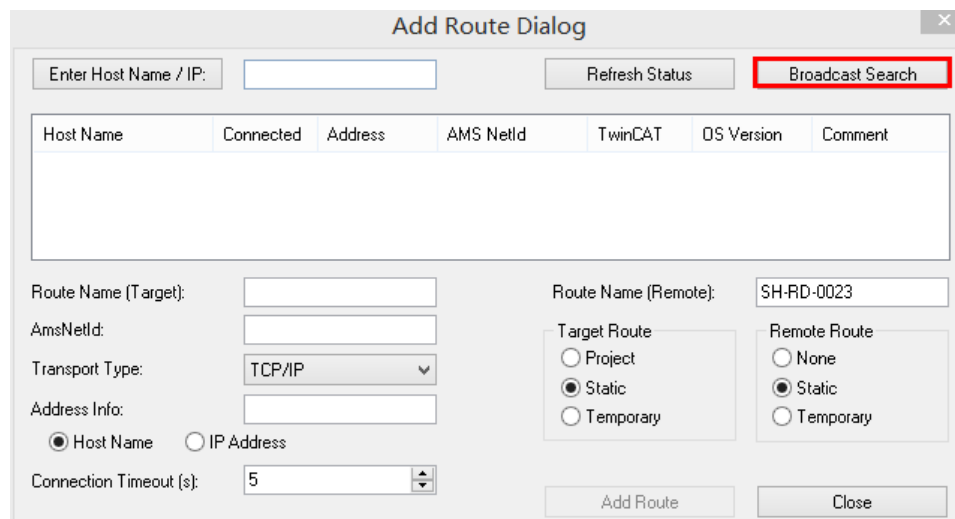 Add Route Dialog
Enter Host Name / IP: Refresh Status Broadcast Search
Host Name Connected Address AMS NetId TwinCAT OS Version Comment
Route Name (Target): Route Name (Remote): SH-RD-0023
AmsNetId: Target Route Remote Route
Project None
Transport Type: TCP/IP
Static Static
Address Info: Temporary Temporary
Host Name IP Address
Connection Timeout (s): 5
Add Route Close